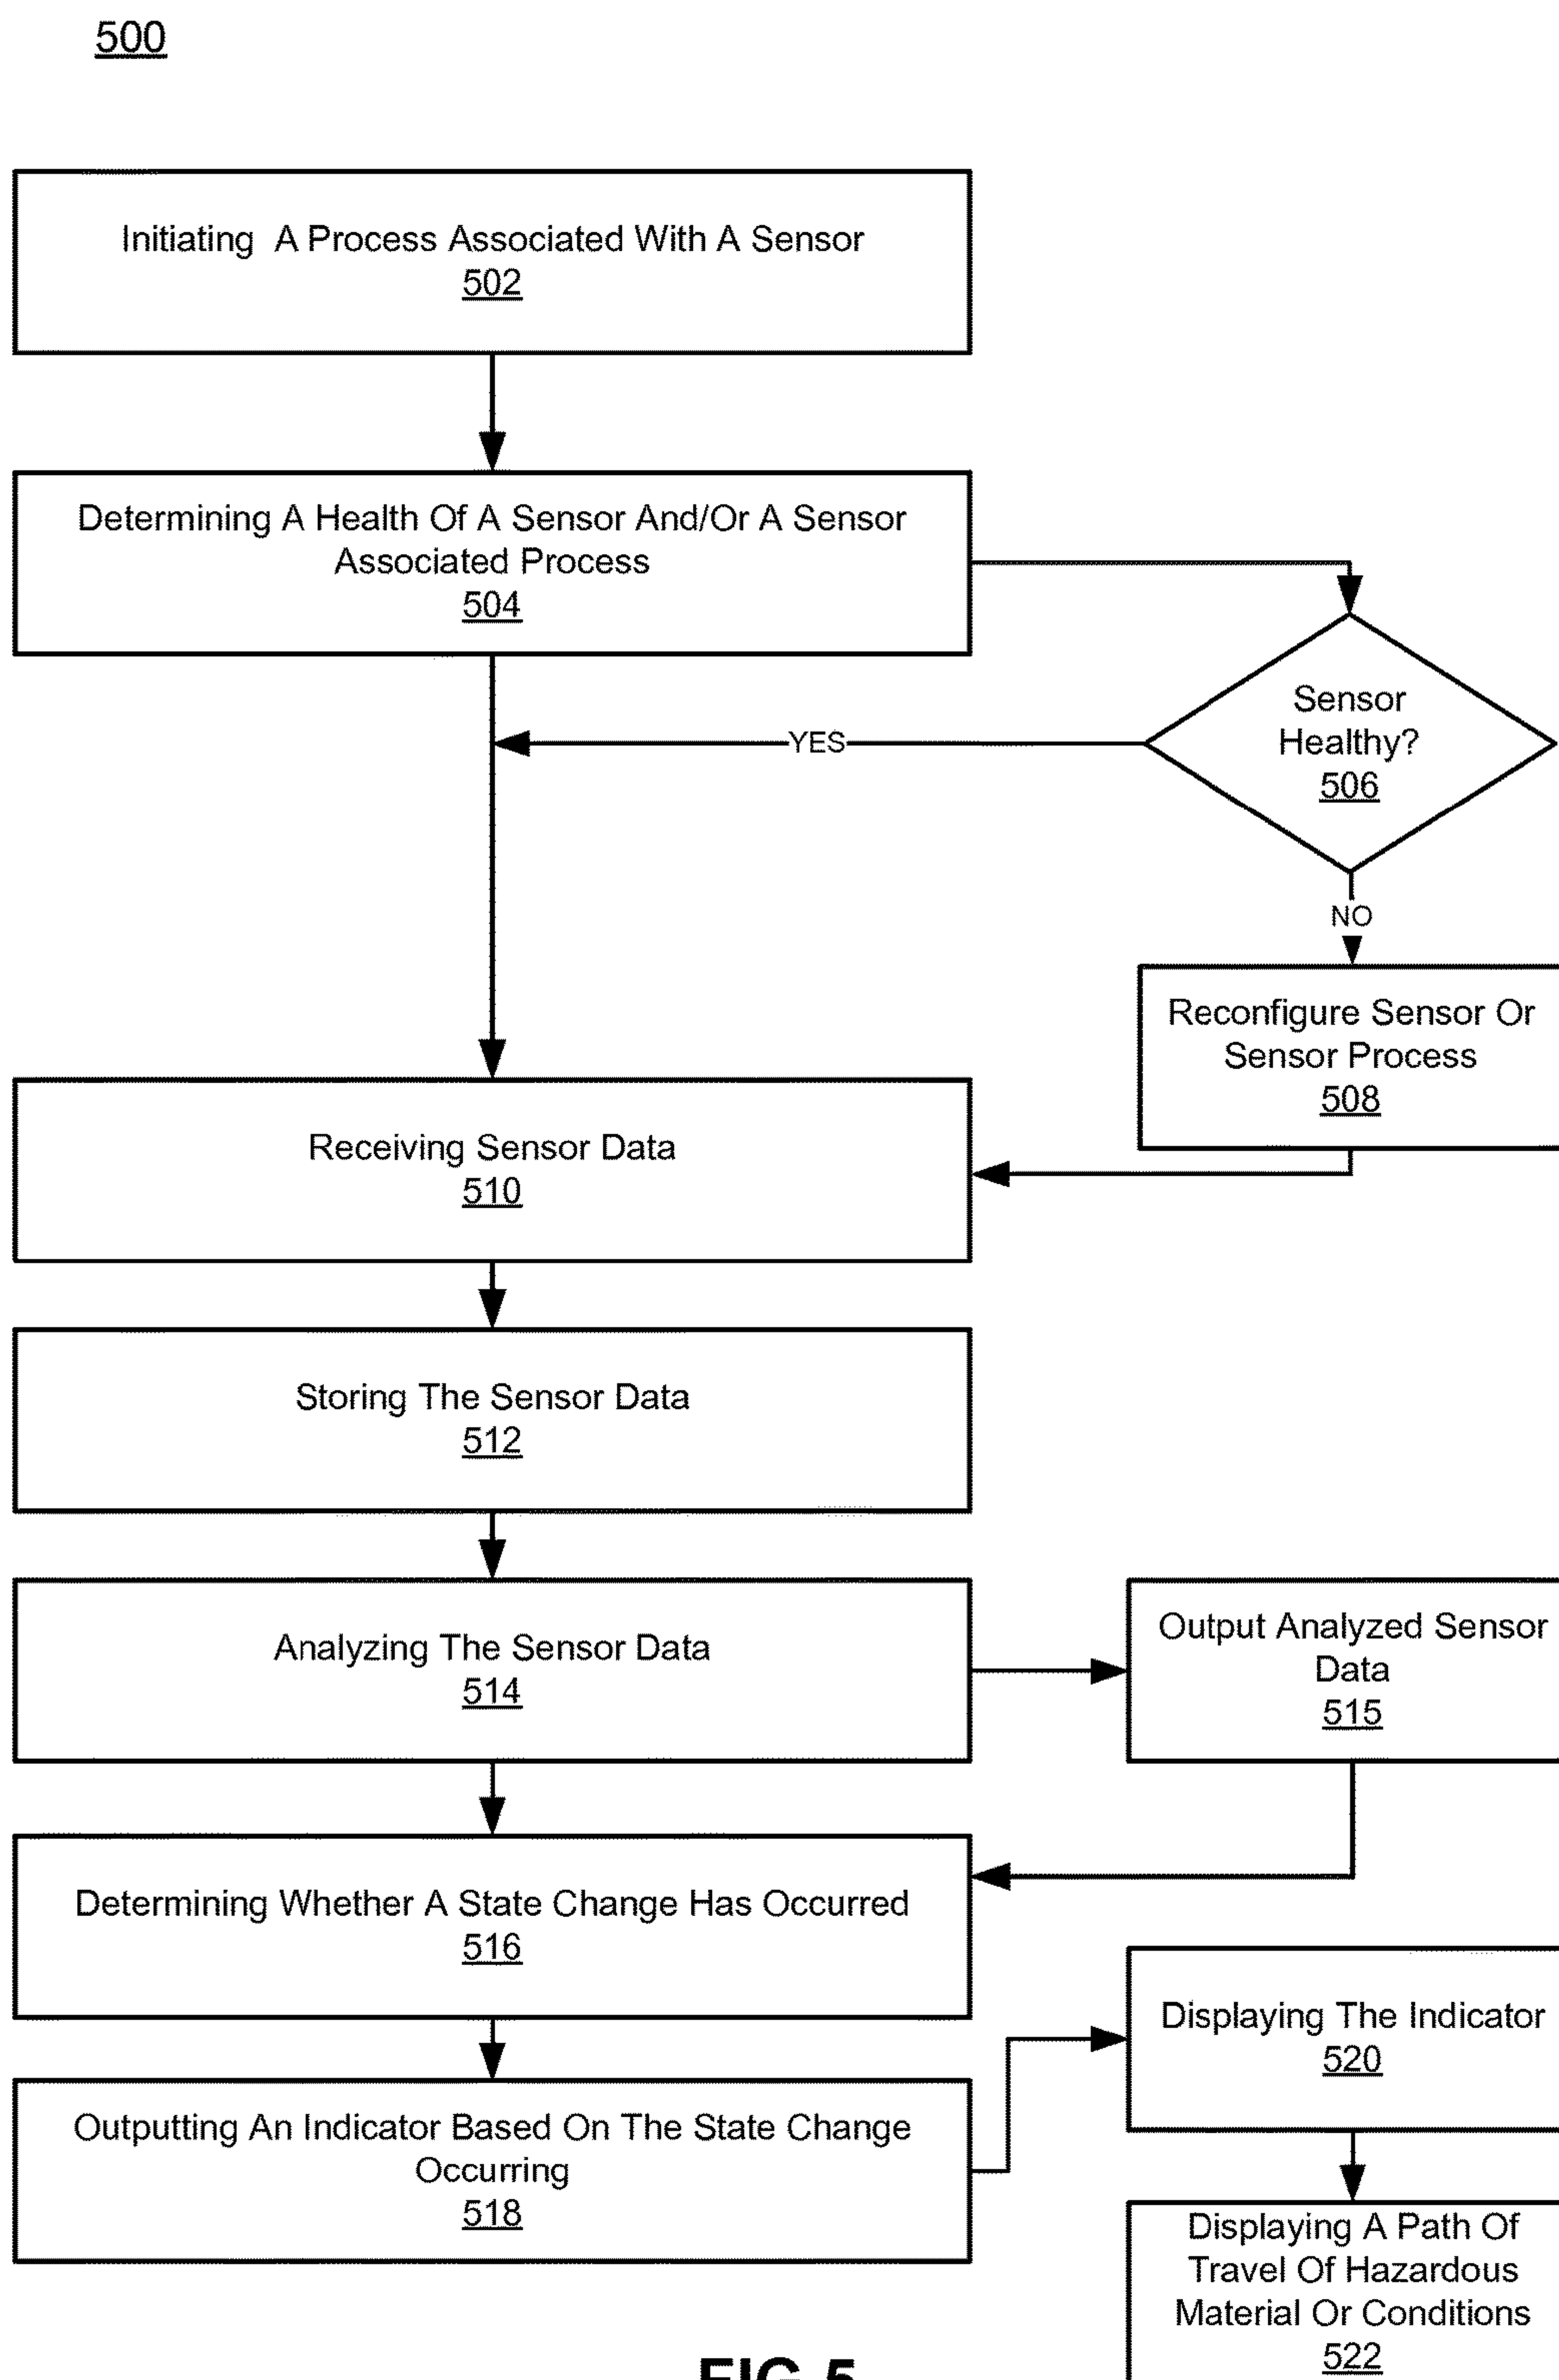 500
Initiating A Process Associated With A Sensor
502
Determining A Health Of A Sensor And/Or A Sensor
Associated Process
504
Sensor
Healthy?
506
YES
NO
Reconfigure Sensor Or
Sensor Process
508
Receiving Sensor Data
510
Storing The Sensor Data
512
Analyzing The Sensor Data
514
Output Analyzed Sensor
Data
515
Determining Whether A State Change Has Occurred
516
Outputting An Indicator Based On The State Change
Occurring
518
Displaying The Indicator
520
Displaying A Path Of
Travel Of Hazardous
Material Or Conditions
522
FIG 5